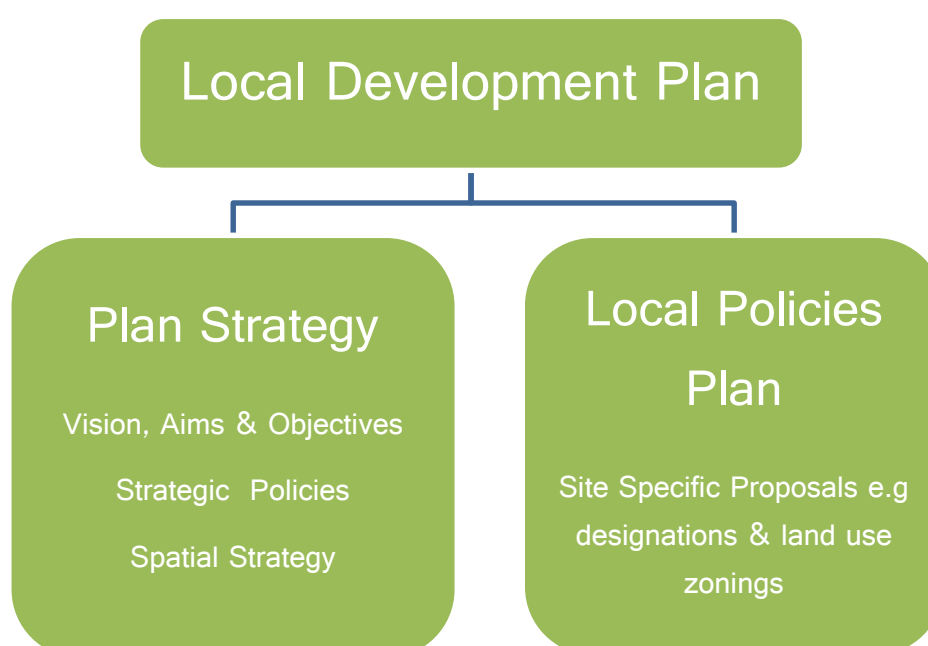 Local Development Plan
Plan Strategy
Vision, Aims & Objectives
Strategic Policies
Spatial Strategy
Local Policies
Plan
Site Specific Proposals e.g
designations & land use
zonings